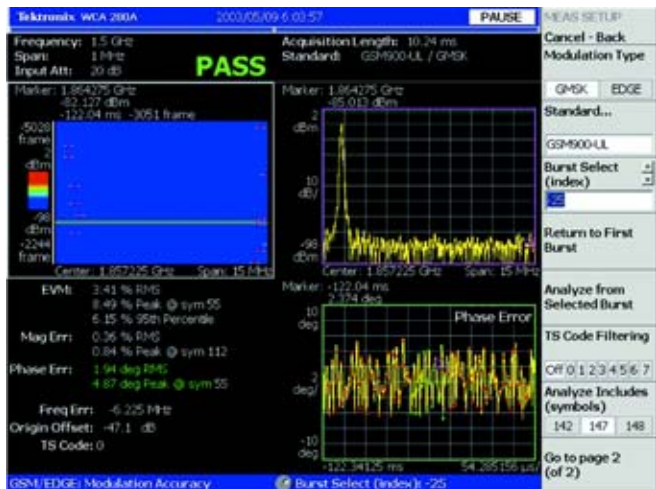 Tektronix WCA 280A 2003/05/09 6:03:57 PAUSE
Frequency: 1.5 GHz
Span: 1 MHz
Input Att: 20 dB
PASS
Acquisition Length: 10.24 ms
Standard: GSM900-UL / GMSK
Marker: 1.864275 GHz
-82.127 dBm
-122.04 ms -3051 frame
-5028
frame
2
dBm
-98
dBm
-2244
frame
Center: 1.857225 GHz Span: 15 MHz
Marker: 1.864275 GHz
-85.013 dBm
2
dBm
10
dB/
-98
dBm
Center: 1.857225 GHz Span: 15 MHz
EVM: 3.41 % RMS
8.49 % Peak @ sym 55
6.15 % 95th Percentile
Mag Err: 0.36 % RMS
0.84 % Peak @ sym 112
Phase Err: 1.94 deg RMS
4.87 deg Peak @ sym 55
Freq Err: -6.225 MHz
Origin Offset: -47.1 dB
TS Code: 0
Marker: -122.04 ms
2.374 deg
10
deg
Phase Error
2
deg/
-10
deg
-122.34125 ms 54.285156 µs/
GSM/EDGE: Modulation Accuracy
Burst Select (index): -25
MEAS SETUP
Cancel - Back
Modulation Type
GMSK EDGE
Standard...
GSM900-UL
Burst Select
(index)
-25
Return to First
Burst
Analyze from
Selected Burst
TS Code Filtering
Off 0 1 2 3 4 5 6 7
Analyze Includes
(symbols)
142 147 148
Go to page 2
(of 2)